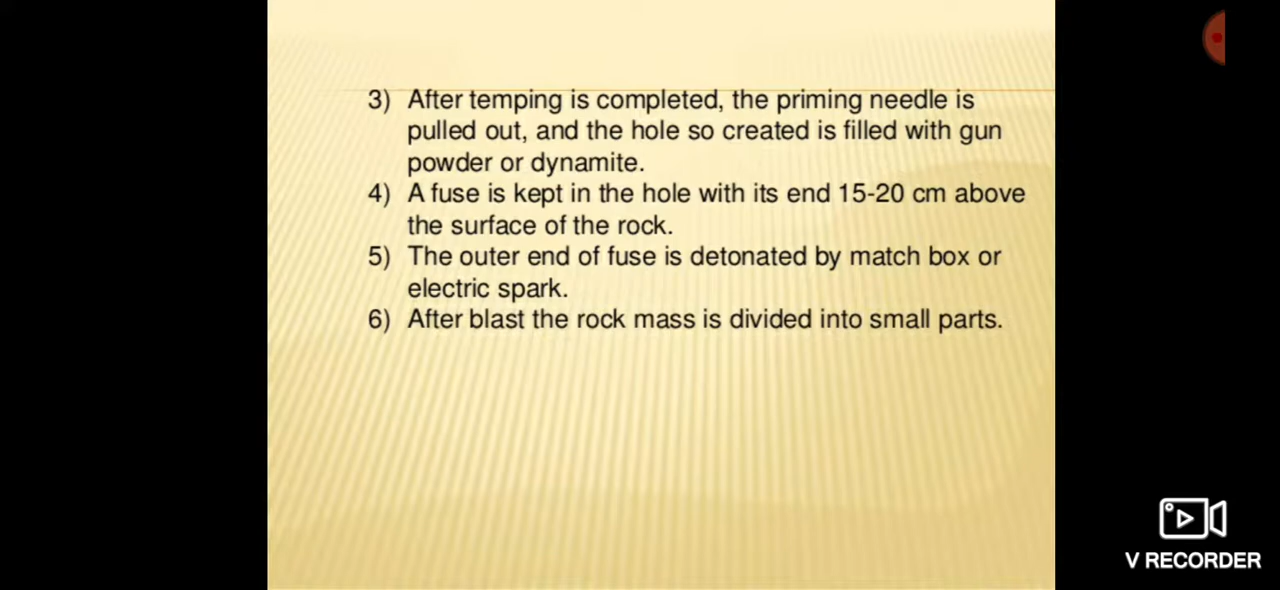 3) After temping is completed, the priming needle is
pulled out, and the hole so created is filled with gun
powder or dynamite.
4) A fuse is kept in the hole with its end 15-20 cm above
the surface of the rock.
5) The outer end of fuse is detonated by match box or
electric spark.
6) After blast the rock mass is divided into small parts.
V RECORDER